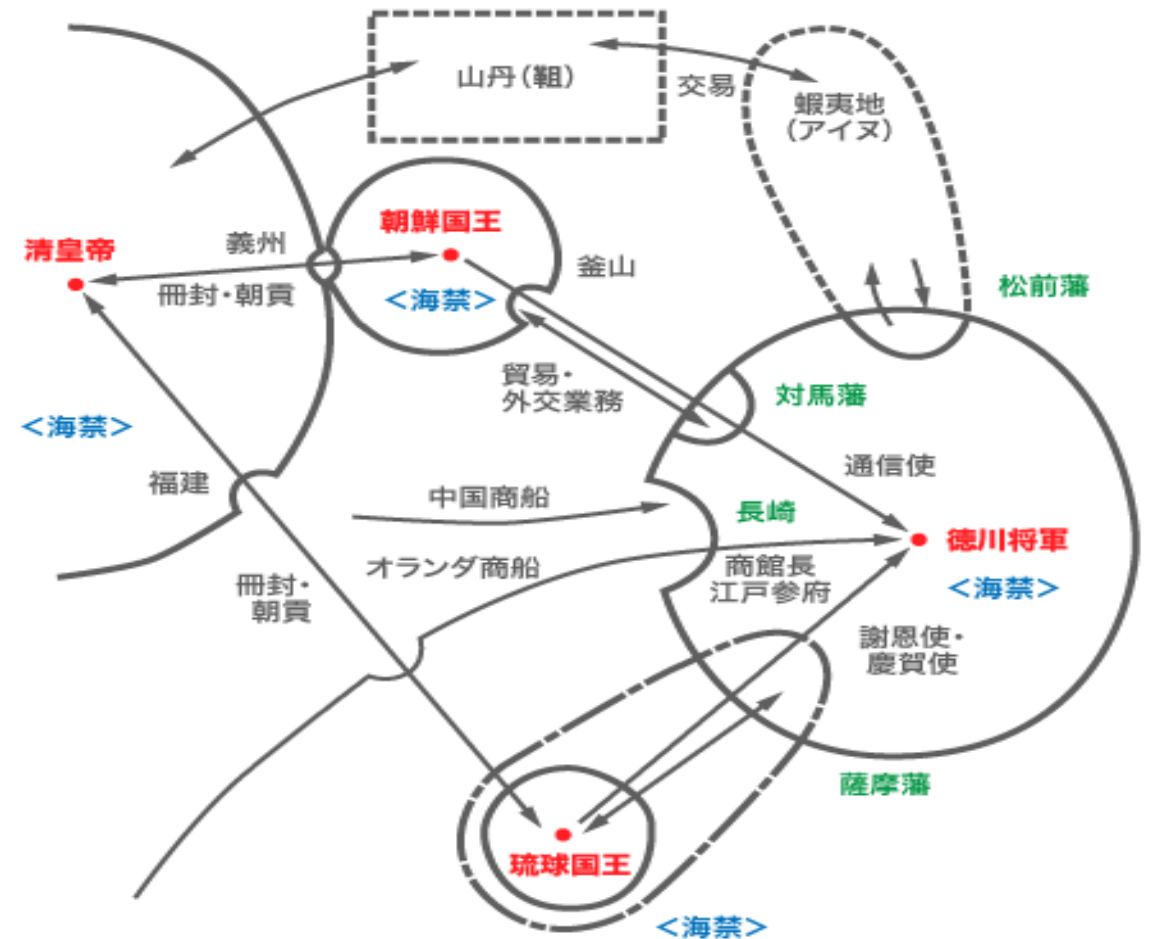 山丹（靼）
交易
蝦夷地
（アイヌ）
朝鮮国王
清皇帝
義州
釜山
冊封・朝貢
＜海禁＞
松前藩
貿易・
外交業務
対馬藩
＜海禁＞
福建
通信使
中国商船
長崎
徳川将軍
オランダ商船
商館長
江戸参府
＜海禁＞
冊封・
朝貢
謝恩使・
慶賀使
薩摩藩
琉球国王
＜海禁＞